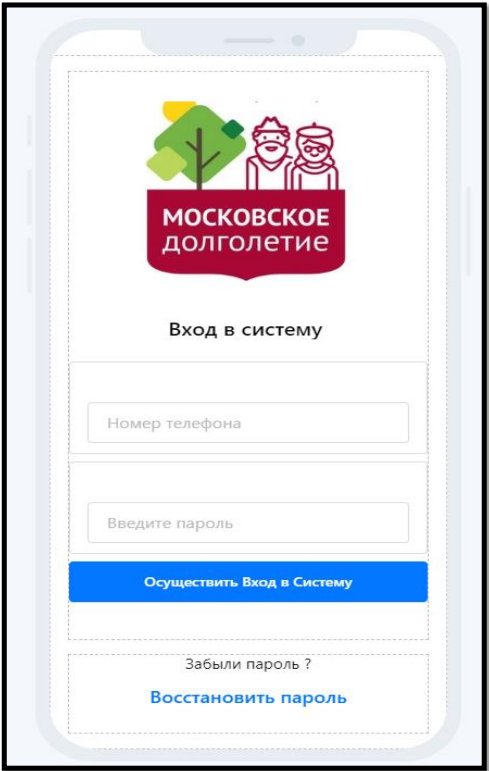 МОСКОВСКОЕ
долголетие
Вход в систему
Номер телефона
Введите пароль
Осуществить Вход в Систему
Забыли пароль ?
Восстановить пароль